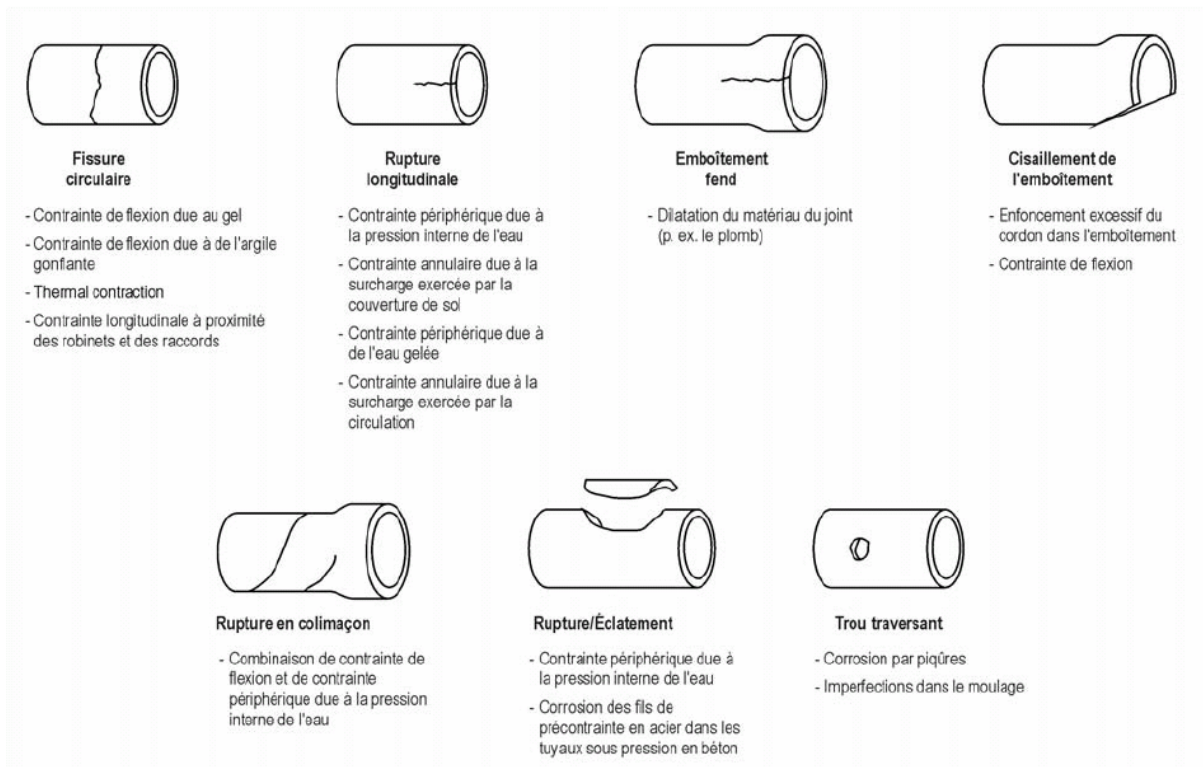 Fissure
circulaire
- Contrainte de flexion due au gel
- Contrainte de flexion due à de l'argile
gonflante
- Thermal contraction
- Contrainte longitudinale à proximité
des robinets et des raccords
Rupture
longitudinale
- Contrainte périphérique due à
la pression interne de l'eau
- Contrainte annulaire due à la
surcharge exercée par la
couverture de sol
- Contrainte périphérique due à
de l'eau gelée
- Contrainte annulaire due à la
surcharge exercée par la
circulation
Emboîtement
fend
- Dilatation du matériau du joint
(p. ex. le plomb)
Cisaillement de
l'emboîtement
- Enfoncement excessif du
cordon dans l'emboîtement
- Contrainte de flexion
Rupture en colimaçon
- Combinaison de contrainte de
flexion et de contrainte
périphérique due à la pression
interne de l'eau
Rupture/Éclatement
- Contrainte périphérique due à
la pression interne de l'eau
- Corrosion des fils de
précontrainte en acier dans les
tuyaux sous pression en béton
Trou traversant
- Corrosion par piqûres
- Imperfections dans le moulage